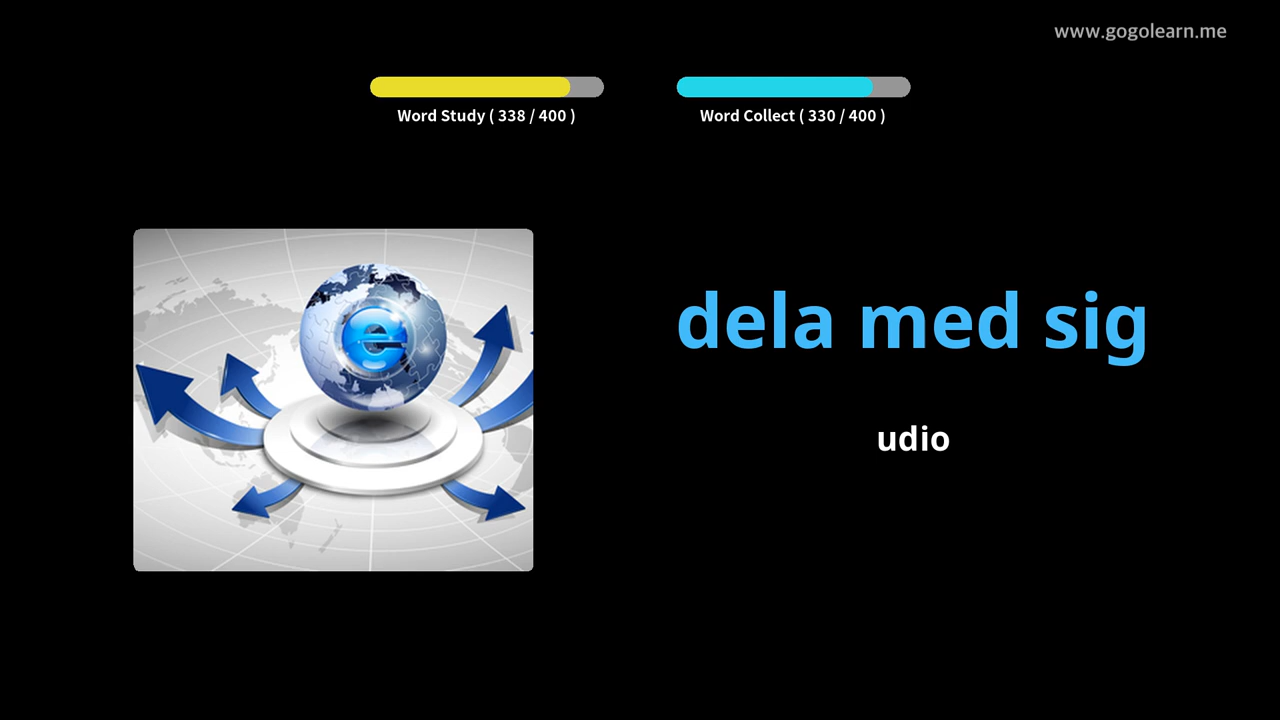 www.gogolearn.me
Word Study ( 338 / 400 )
Word Collect ( 330 / 400 )
e
dela med sig
udio